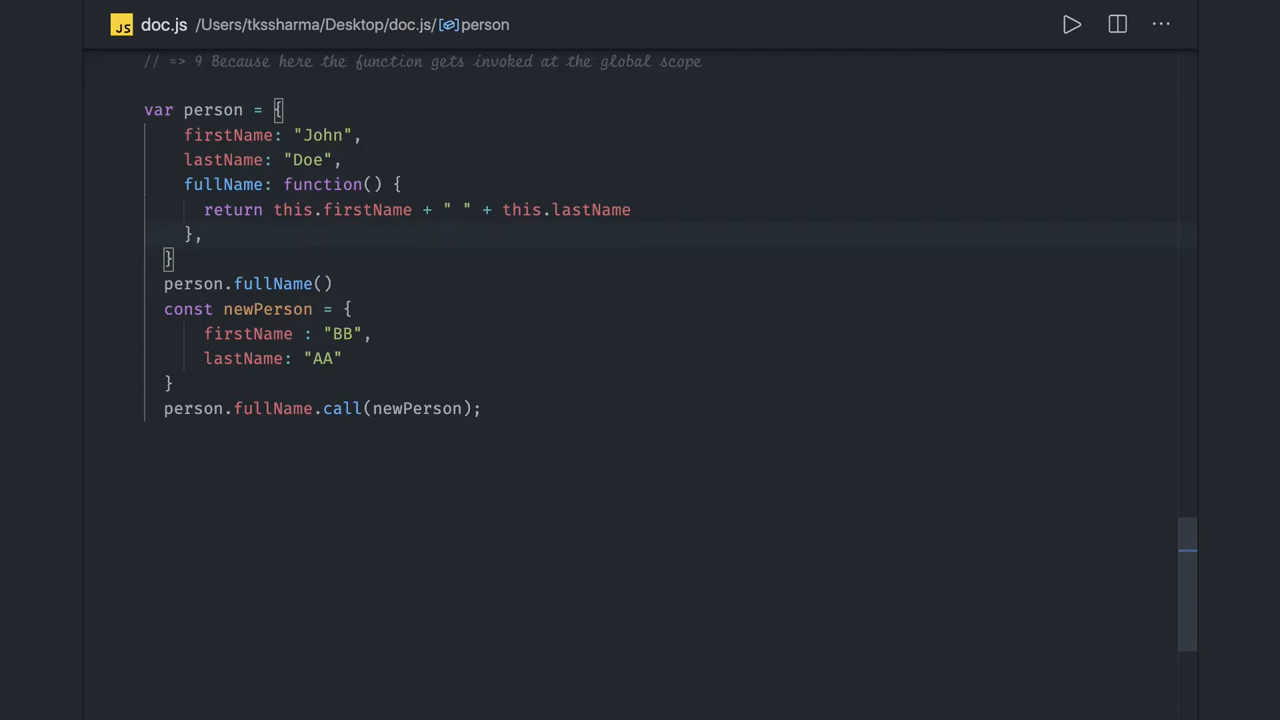 JS doc.js /Users/tkssharma/Desktop/doc.js/person
// => 9 Because here the function gets invoked at the global scope
var person = {
firstName: "John",
lastName: "Doe",
fullName: function() {
return this.firstName + " " + this.lastName
},
}
person.fullName()
const newPerson = {
firstName : "BB",
lastName: "AA"
}
person.fullName.call(newPerson);